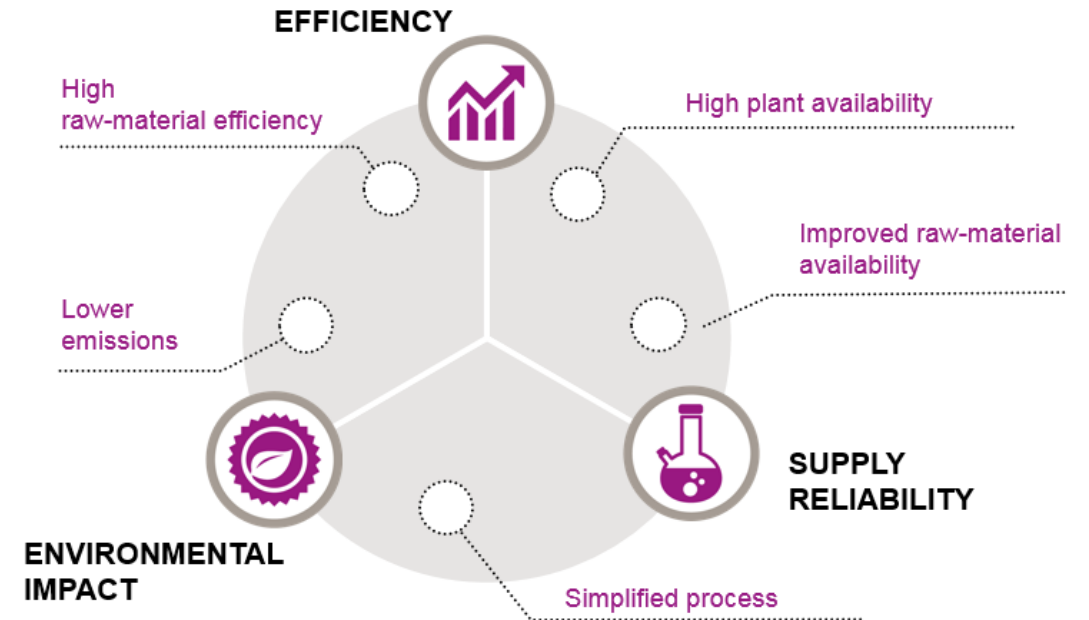 EFFICIENCY
High
raw-material efficiency
High plant availability
Improved raw-material
availability
Lower
emissions
SUPPLY
RELIABILITY
ENVIRONMENTAL
IMPACT
Simplified process